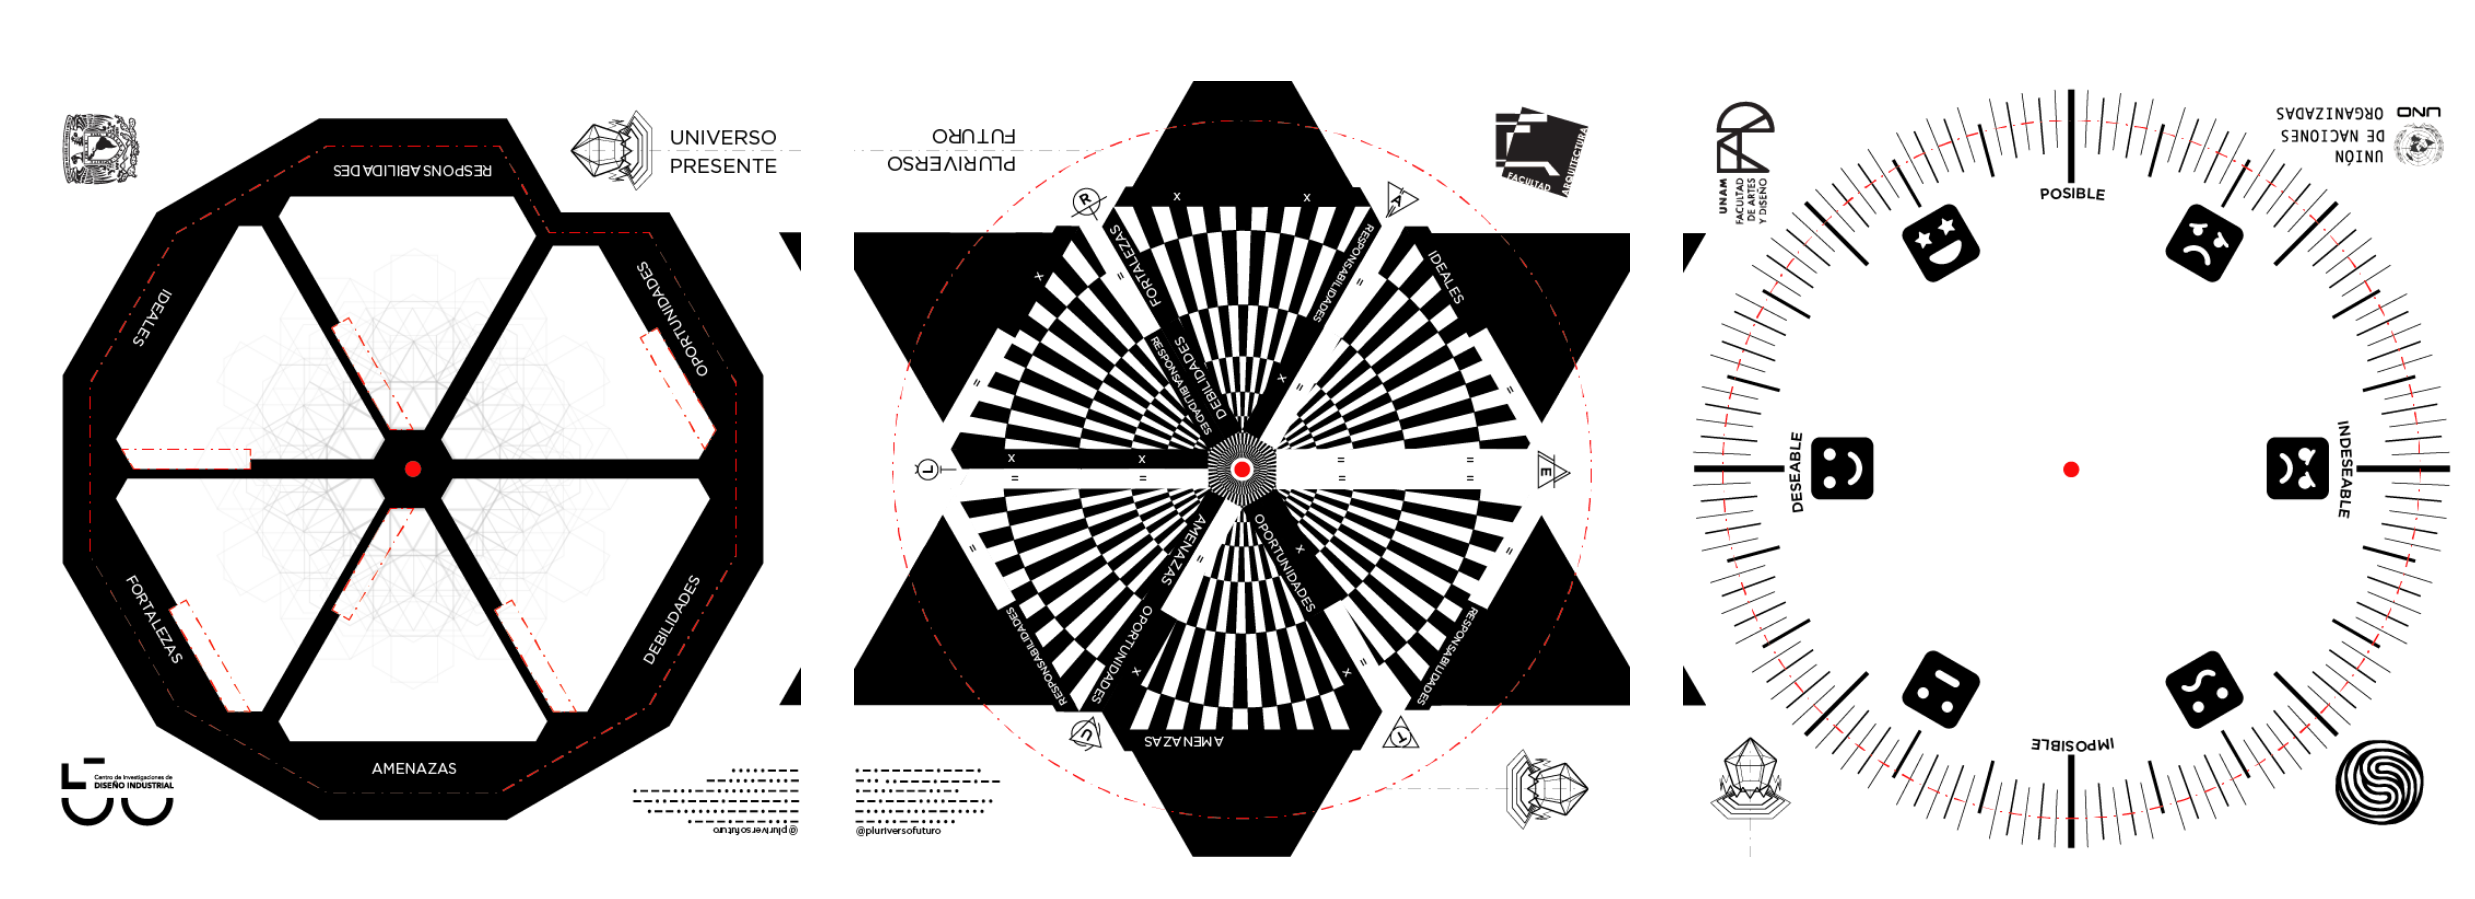 UNIVERSO
PRESENTE
RESPONSABILIDADES
IDEALES
OPORTUNIDADES
FORTALEZAS
DEBILIDADES
AMENAZAS
Centro de Investigaciones de
DISEÑO INDUSTRIAL
@pluriversofuturo
PLURIVERSO
FUTURO
FACULTAD
ARQUITECTURA
R
A
L
E
U
T
FORTALEZAS
RESPONSABILIDADES
IDEALES
DEBILIDADES
RESPONSABILIDADES
x
x
x
x
x
x
x
x
x
=
=
=
=
=
=
=
=
=
=
=
=
=
AMENAZAS
OPORTUNIDADES
RESPONSABILIDADES
OPORTUNIDADES
RESPONSABILIDADES
AMENAZAS
@pluriversofuturo
UNAM
FACULTAD
DE ARTES
Y DISEÑO
UNIÓN
DE NACIONES
ORGANIZADAS
UNO
POSIBLE
DESEABLE
INDESEABLE
IMPOSIBLE